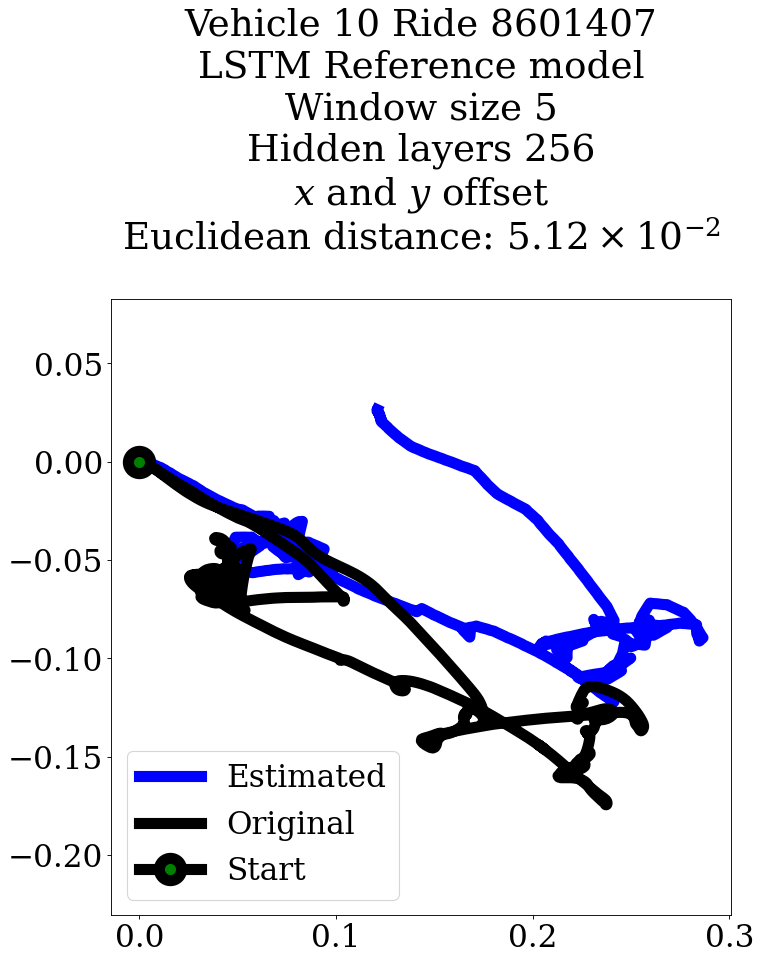 Vehicle 10 Ride 8601407
LSTM Reference model
Window size 5
Hidden layers 256
x and y offset
Euclidean distance: 5.12 × 10⁻²
0.05
0.00
−0.05
−0.10
−0.15
−0.20
Estimated
Original
Start
0.0 0.1 0.2 0.3